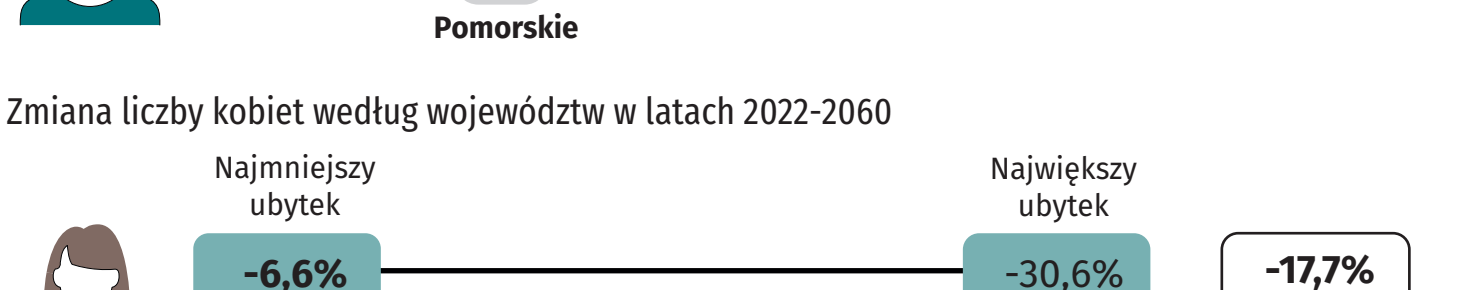 Pomorskie
Zmiana liczby kobiet według województw w latach 2022-2060
Najmniejszy
ubytek
Największy
ubytek
-6,6%
-30,6%
-17,7%